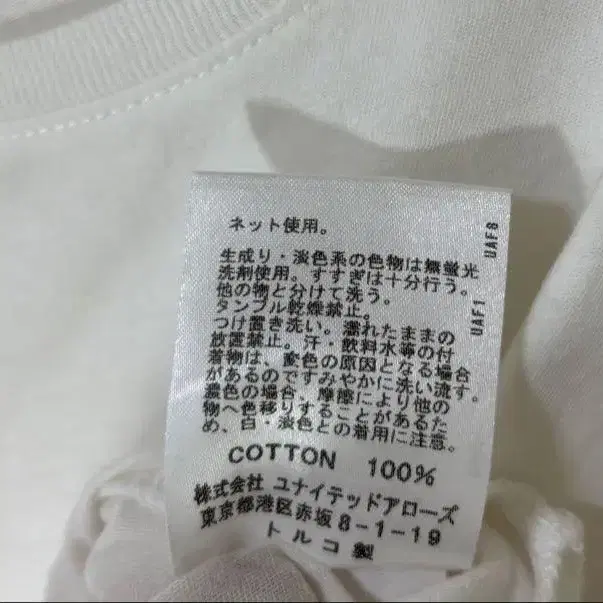 ネット使用。
生成り・淡色系の色物は無蛍光
洗剤使用。すすぎは十分行う。
他の物と分けて洗う。
タンブル乾燥禁止。
つけ置き洗い。濡れたままの
放置禁止。汗・飲料水等の付
着物は、変色の原因となる場合
があるのですみやかに洗い流す。
濃色の場合、摩擦により他の
物へ色移りすることがあるた
め、白・淡色との着用に注意。
COTTON 100%
株式会社 ユナイテッドアローズ
東京都港区赤坂8-1-19
トルコ製
UAF1 UAF8